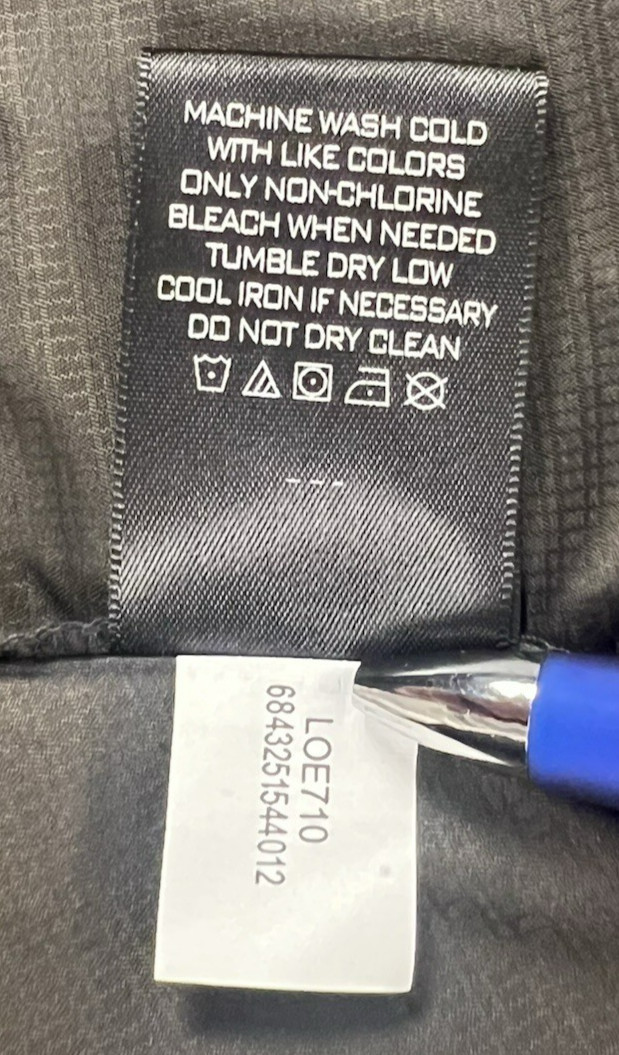 MACHINE WASH COLD
WITH LIKE COLORS
ONLY NON-CHLORINE
BLEACH WHEN NEEDED
TUMBLE DRY LOW
COOL IRON IF NECESSARY
DO NOT DRY CLEAN
---
LOE710
6843251544012